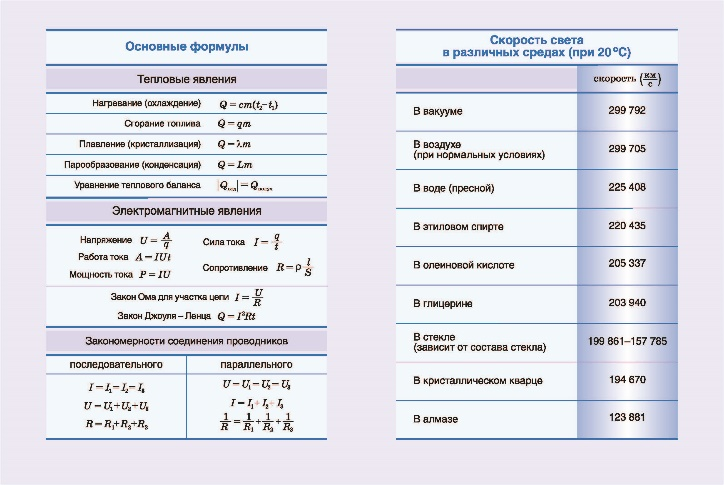 Основные формулы
Тепловые явления
Нагревание (охлаждение) Q = cm(t₂−t₁)
Сгорание топлива Q = qm
Плавление (кристаллизация) Q = λm
Парообразование (конденсация) Q = Lm
Уравнение теплового баланса |Qотд| = Qполуч
Электромагнитные явления
Напряжение U = A/q
Сила тока I = q/t
Работа тока A = IUt
Мощность тока P = IU
Сопротивление R = ρ l/S
Закон Ома для участка цепи I = U/R
Закон Джоуля – Ленца Q = I²Rt
Закономерности соединения проводников
последовательного
I = I₁ = I₂ = I₃
U = U₁+U₂+U₃
R = R₁+R₂+R₃
параллельного
U = U₁ = U₂ = U₃
I = I₁+I₂+I₃
1/R = 1/R₁ + 1/R₂ + 1/R₃
Скорость света
в различных средах (при 20°С)
скорость (км/с)
В вакууме 299 792
В воздухе
(при нормальных условиях) 299 705
В воде (пресной) 225 408
В этиловом спирте 220 435
В олеиновой кислоте 205 337
В глицерине 203 940
В стекле
(зависит от состава стекла) 199 861–157 785
В кристаллическом кварце 194 670
В алмазе 123 881